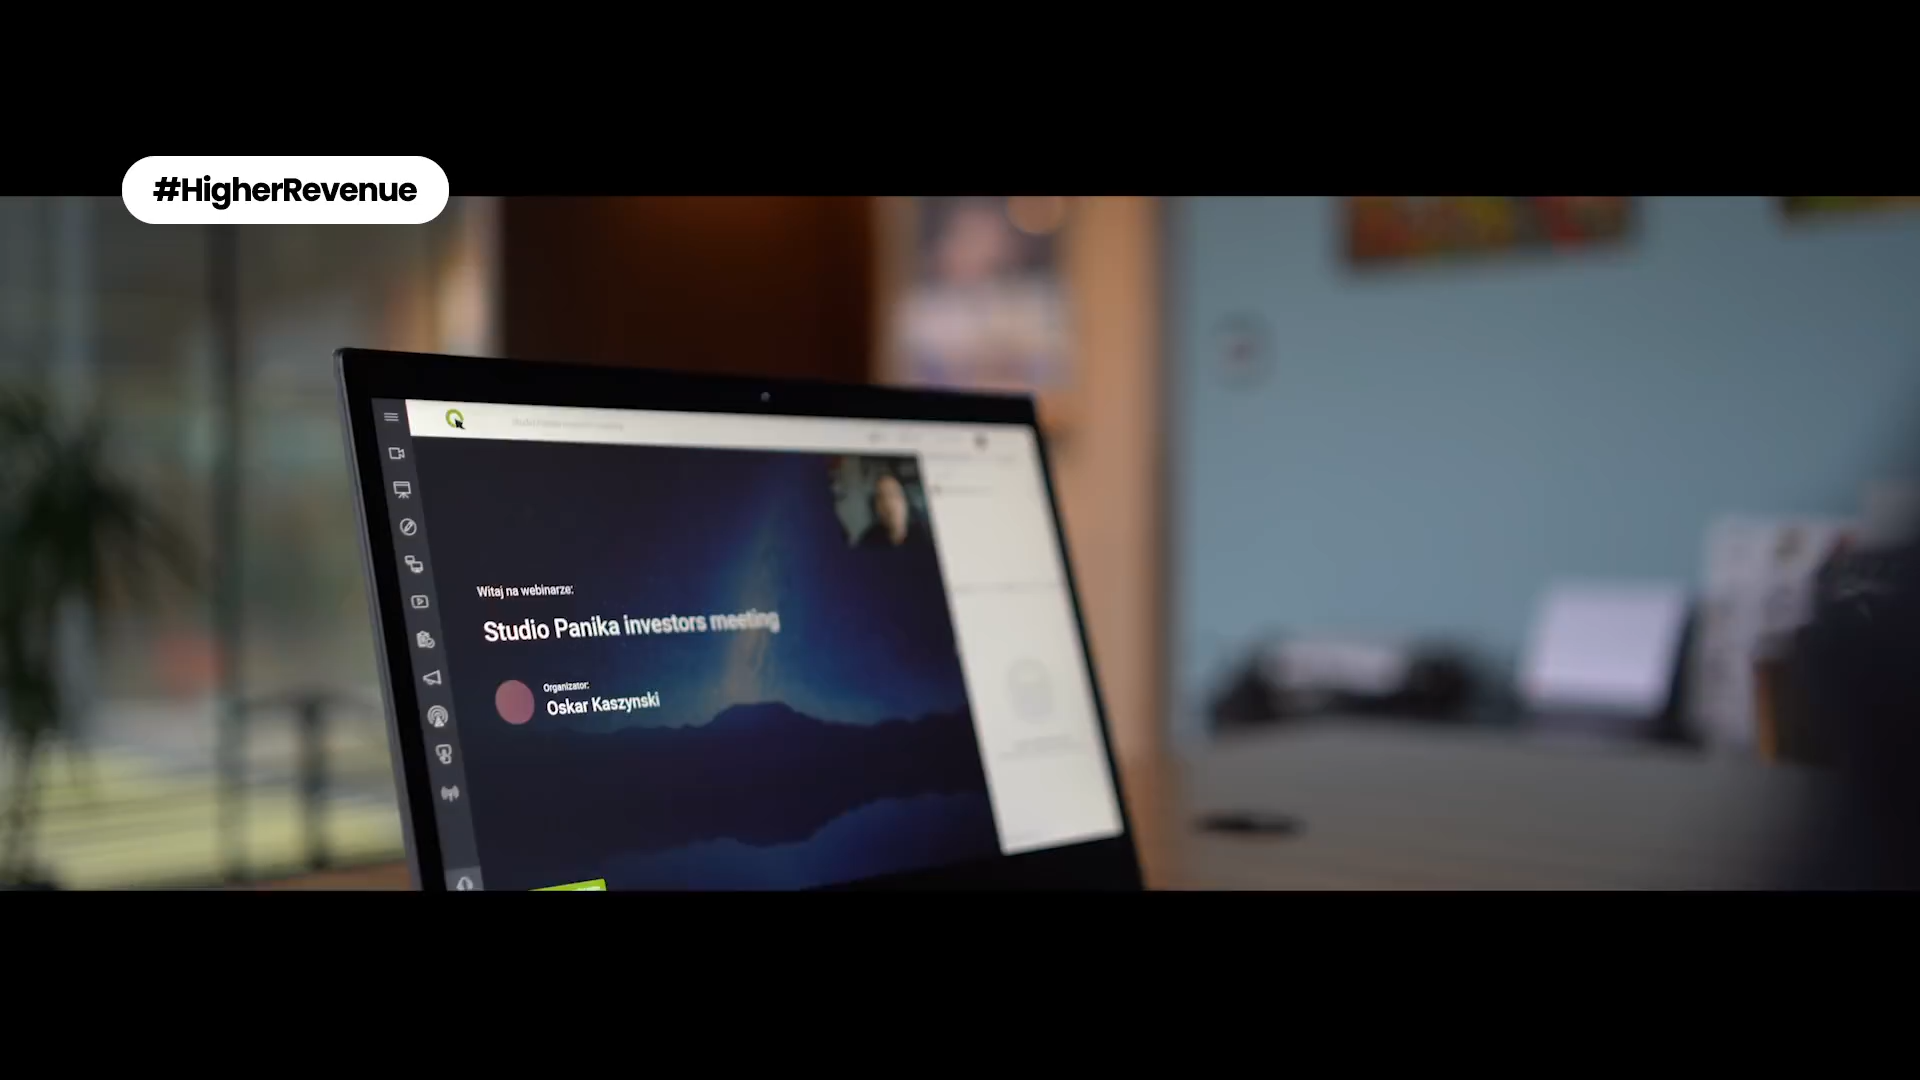 #HigherRevenue
Witaj na webinarze:
Studio Panika investors meeting
Organizator:
Oskar Kaszynski